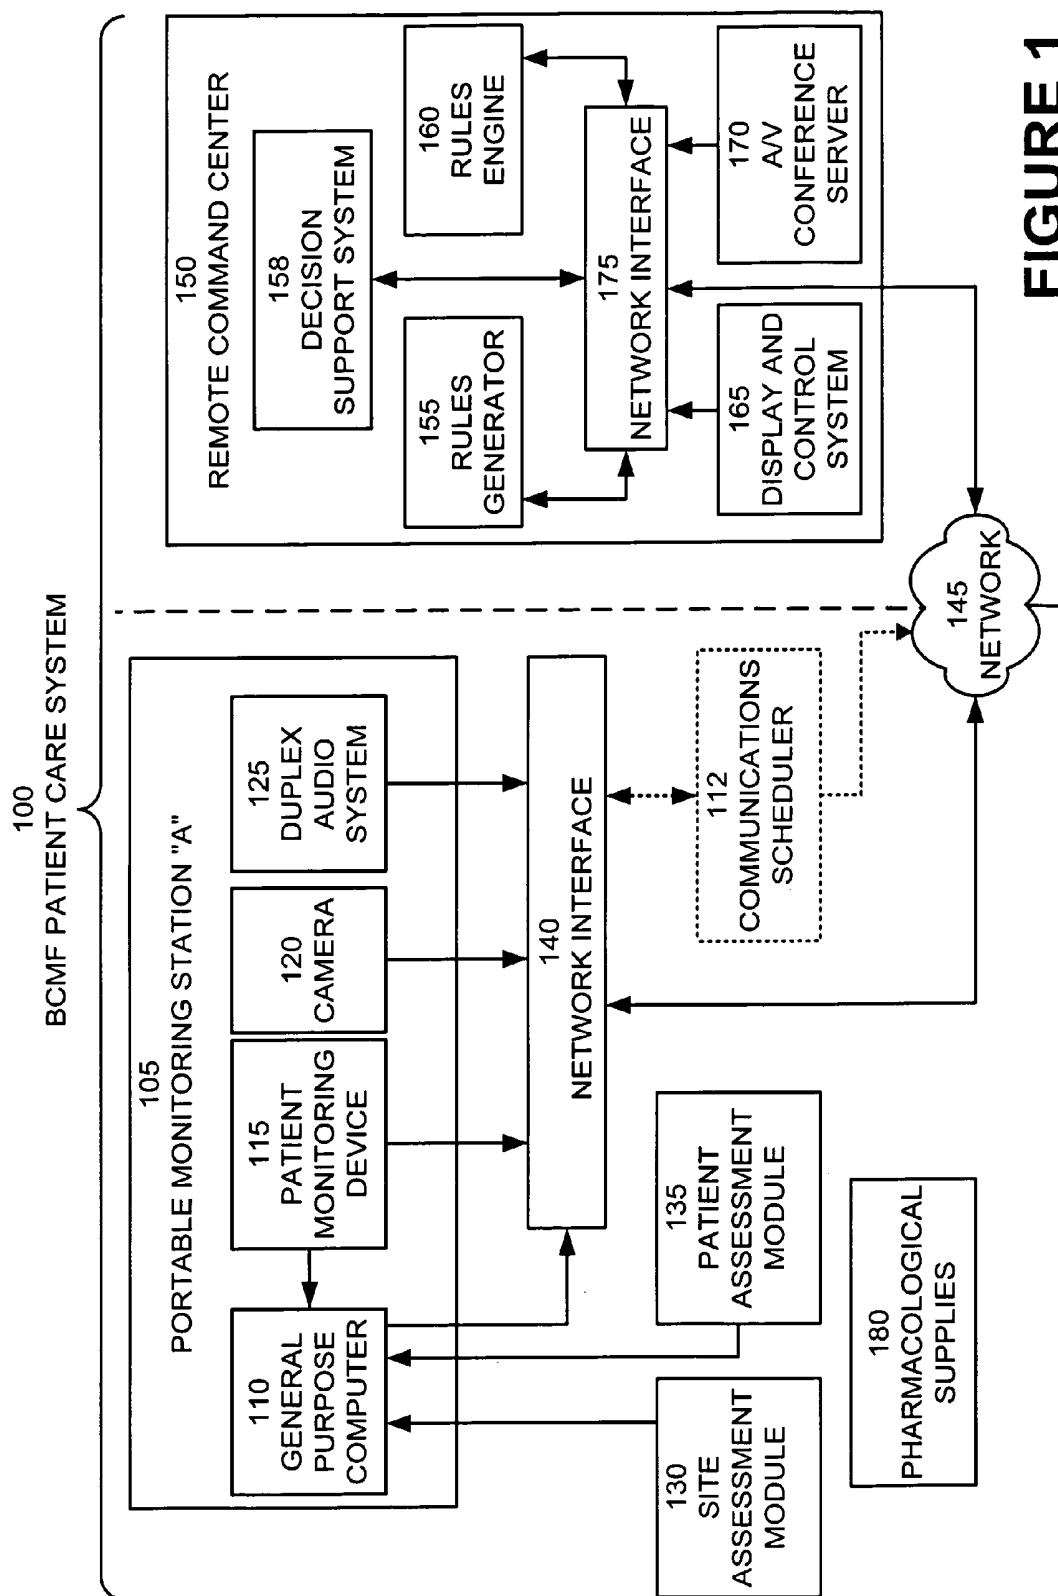 100
BCMF PATIENT CARE SYSTEM
105
PORTABLE MONITORING STATION "A"
110
GENERAL
PURPOSE
COMPUTER
115
PATIENT
MONITORING
DEVICE
120
CAMERA
125
DUPLEX
AUDIO
SYSTEM
140
NETWORK INTERFACE
130
SITE
ASSESSMENT
MODULE
135
PATIENT
ASSESSMENT
MODULE
112
COMMUNICATIONS
SCHEDULER
180
PHARMACOLOGICAL
SUPPLIES
145
NETWORK
150
REMOTE COMMAND CENTER
158
DECISION
SUPPORT SYSTEM
155
RULES
GENERATOR
160
RULES
ENGINE
175
NETWORK INTERFACE
165
DISPLAY AND
CONTROL
SYSTEM
170
A/V
CONFERENCE
SERVER
FIGURE 1